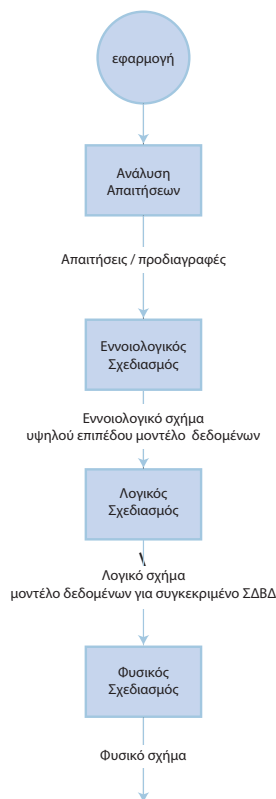 εφαρμογή
Ανάλυση
Απαιτήσεων
Απαιτήσεις / προδιαγραφές
Εννοιολογικός
Σχεδιασμός
Εννοιολογικό σχήμα
υψηλού επιπέδου μοντέλο δεδομένων
Λογικός
Σχεδιασμός
Λογικό σχήμα
μοντέλο δεδομένων για συγκεκριμένο ΣΔΒΔ
Φυσικός
Σχεδιασμός
Φυσικό σχήμα